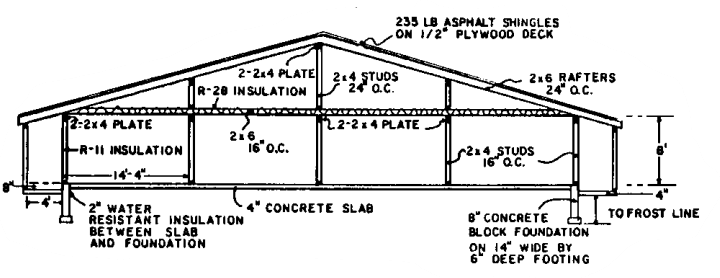 235 LB ASPHALT SHINGLES
ON 1/2" PLYWOOD DECK
2-2x4 PLATE
2x4 STUDS
24" O.C.
2x6 RAFTERS
24" O.C.
R-28 INSULATION
2-2x4 PLATE
2x6
16" O.C.
2-2x4 PLATE
R-11 INSULATION
2x4 STUDS
16" O.C.
8'
14'-4"
8"
4'
4"
2" WATER
RESISTANT INSULATION
BETWEEN SLAB
AND FOUNDATION
4" CONCRETE SLAB
8" CONCRETE
BLOCK FOUNDATION
ON 14" WIDE BY
6" DEEP FOOTING
TO FROST LINE